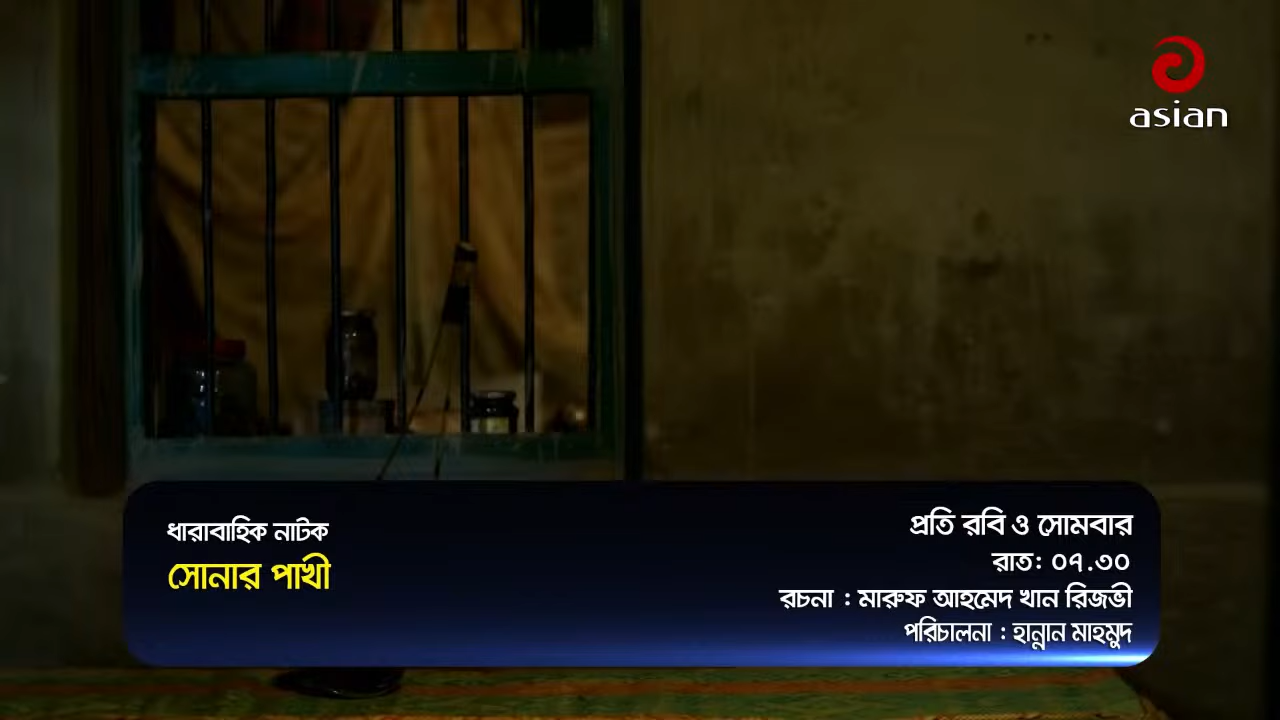 asian
ধারাবাহিক নাটক
সোনার পাখী
প্রতি রবি ও সোমবার
রাত: ০৭.৩০
রচনা : মারুফ আহমেদ খান রিজভী
পরিচালনা : হান্নান মাহমুদ